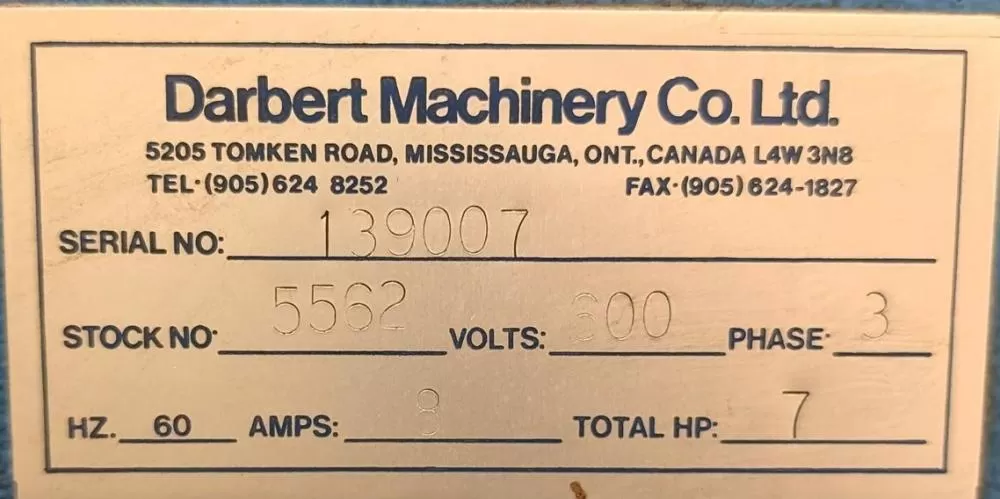 Darbert Machinery Co. Ltd.
5205 TOMKEN ROAD, MISSISSAUGA, ONT., CANADA L4W 3N8
TEL·(905) 624 8252 FAX·(905) 624-1827
SERIAL NO: 139007
STOCK NO· 5562 VOLTS: 600 PHASE· 3
HZ. 60 AMPS: 8 TOTAL HP: 7